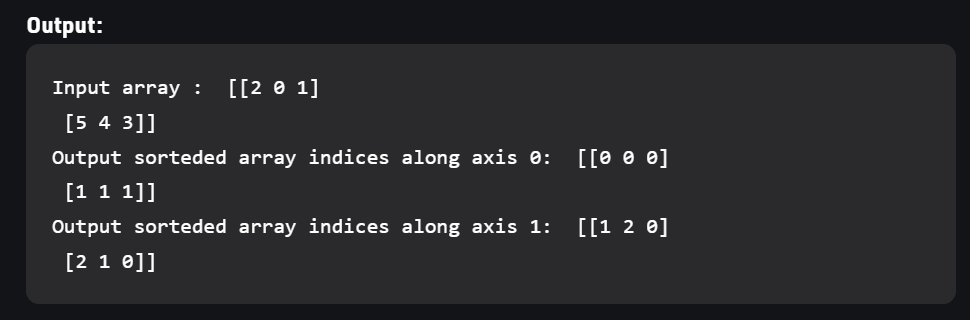 Output:
Input array :  [[2 0 1]
 [5 4 3]]
Output sorteded array indices along axis 0:  [[0 0 0]
 [1 1 1]]
Output sorteded array indices along axis 1:  [[1 2 0]
 [2 1 0]]